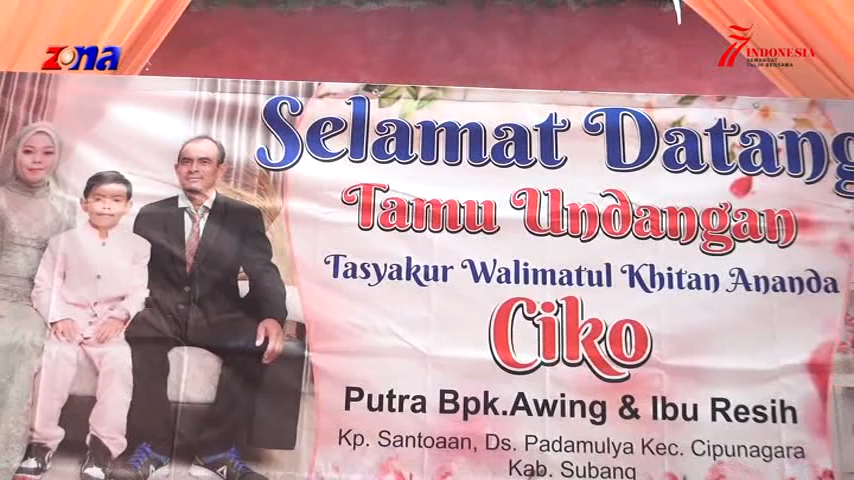 zona
77 INDONESIA
Selamat Datang
Tamu Undangan
Tasyakur Walimatul Khitan Ananda
Ciko
Putra Bpk.Awing & Ibu Resih
Kp. Santoaan, Ds. Padamulya Kec. Cipunagara
Kab. Subang